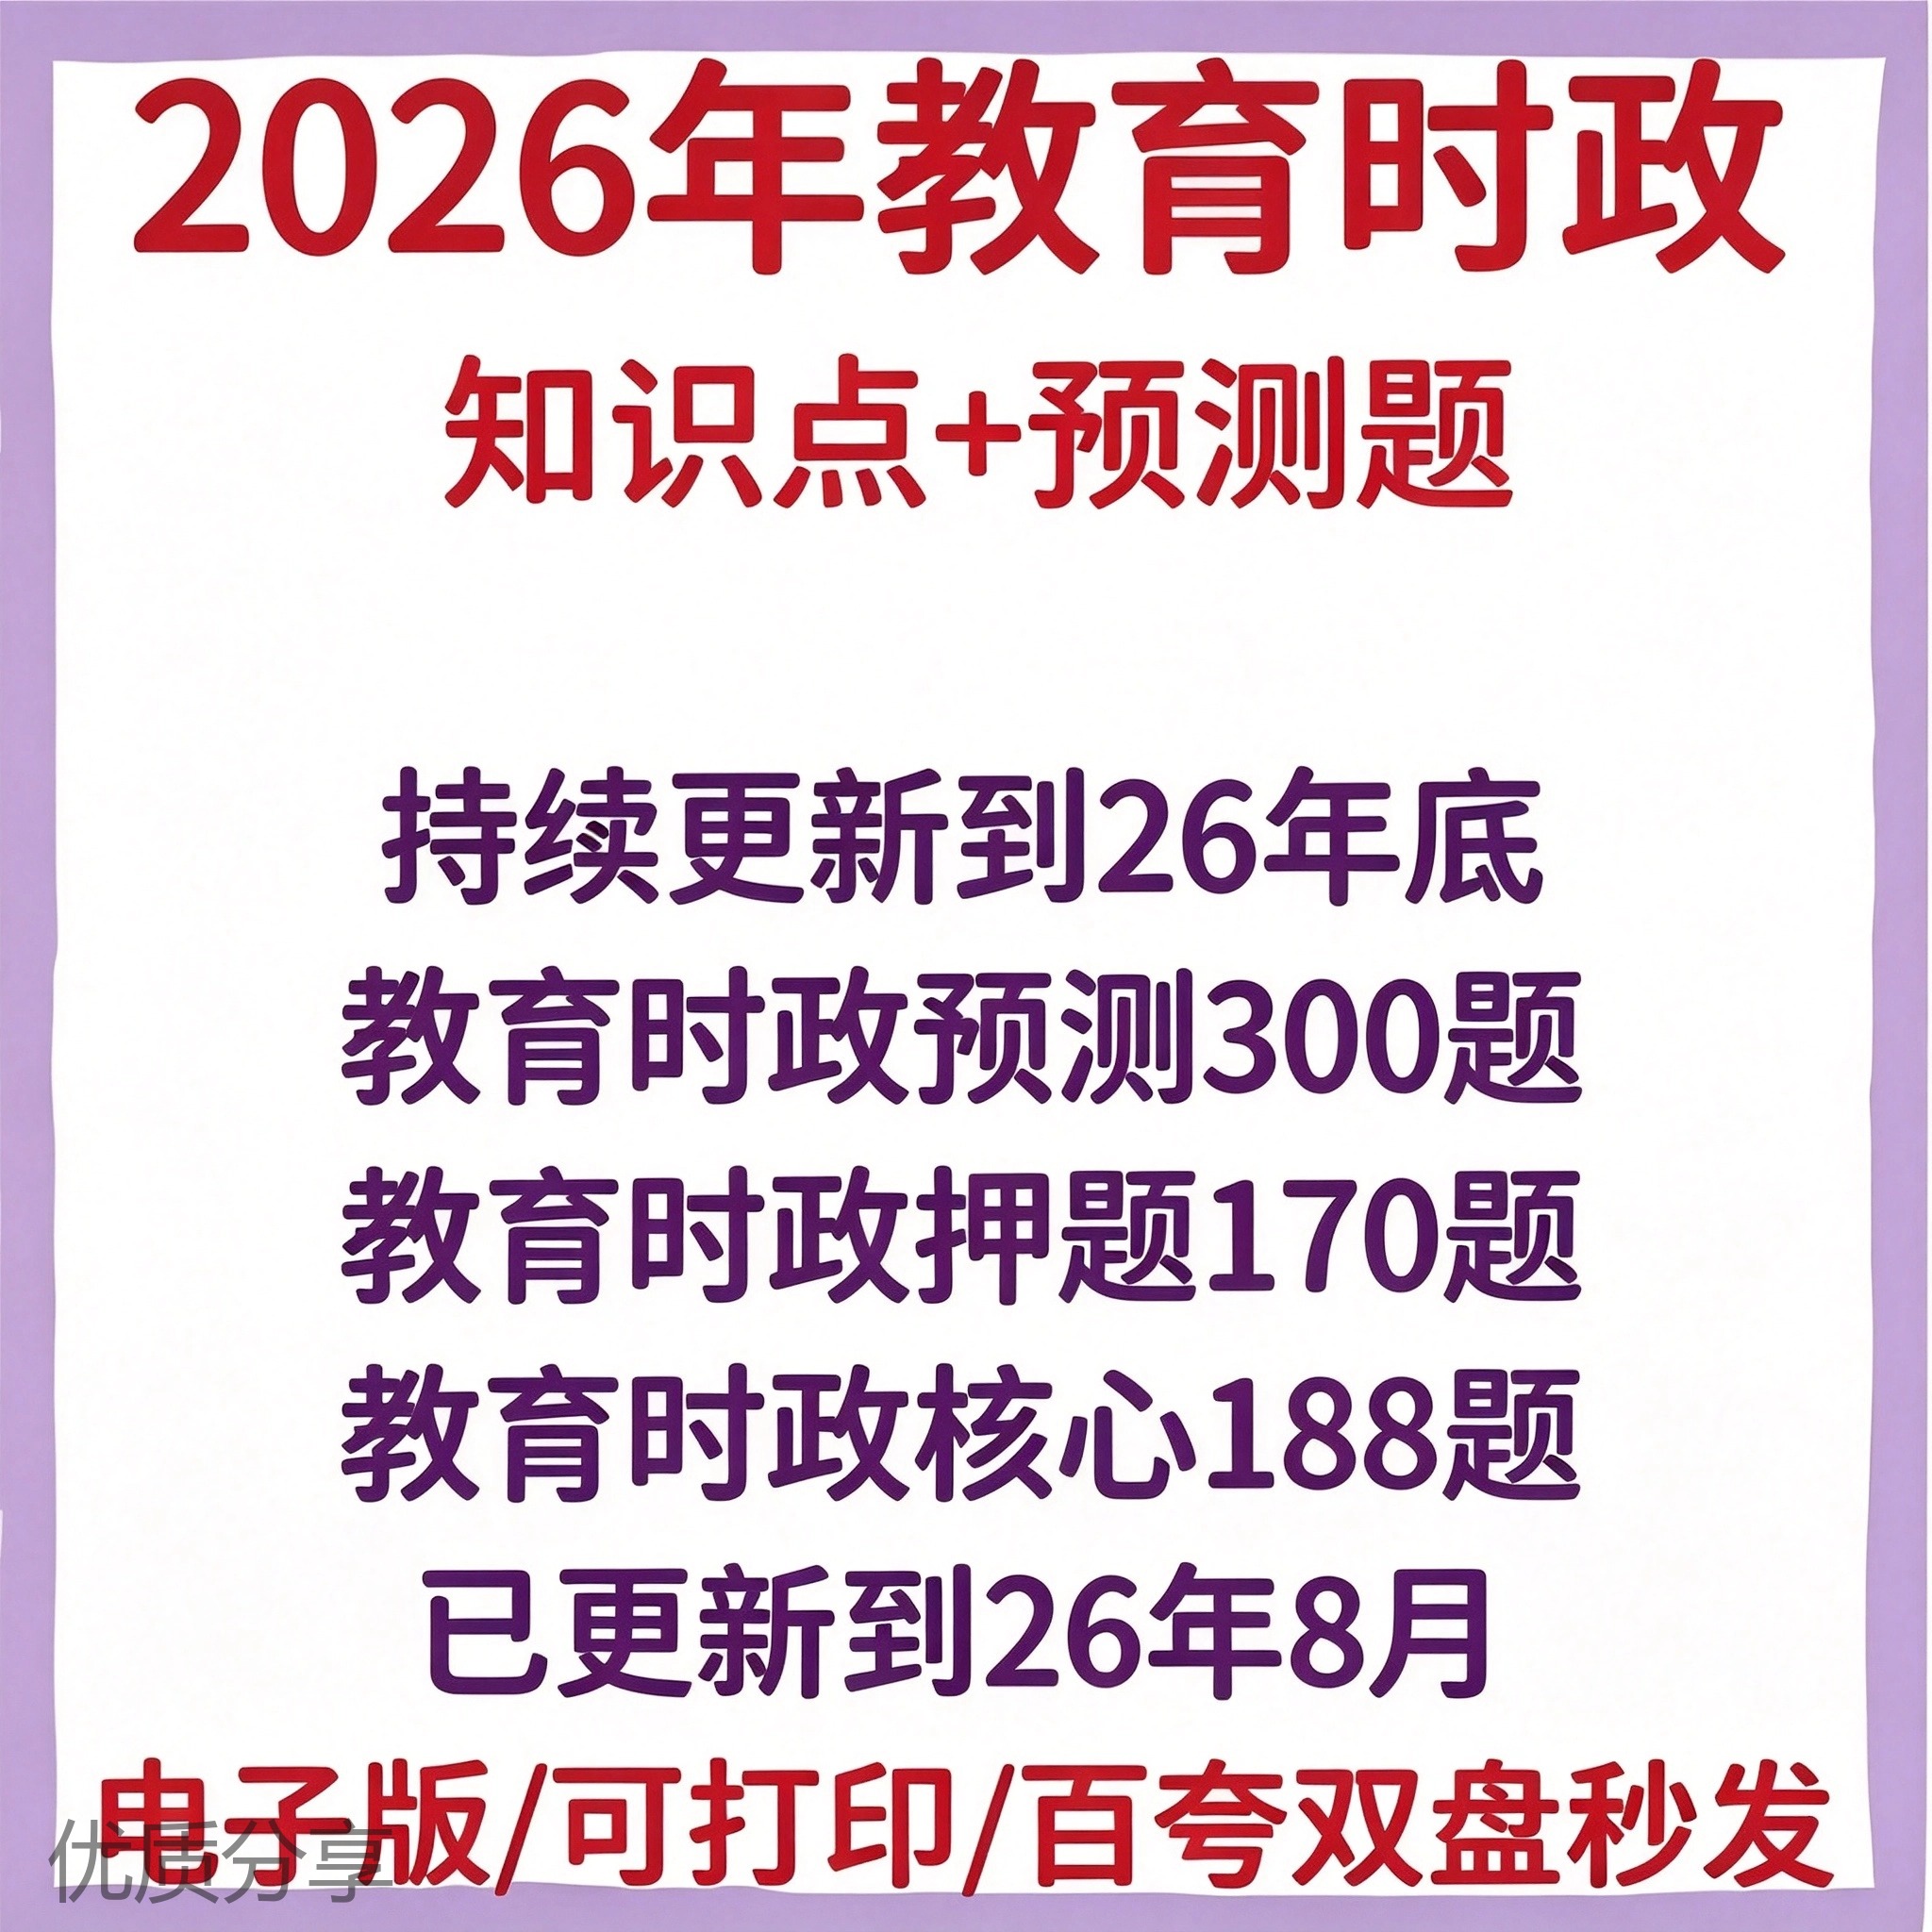 2026年教育时政
知识点+预测题
持续更新到26年底
教育时政预测300题
教育时政押题170题
教育时政核心188题
已更新到26年8月
电子版/可打印/百夸双盘秒发
优质分享